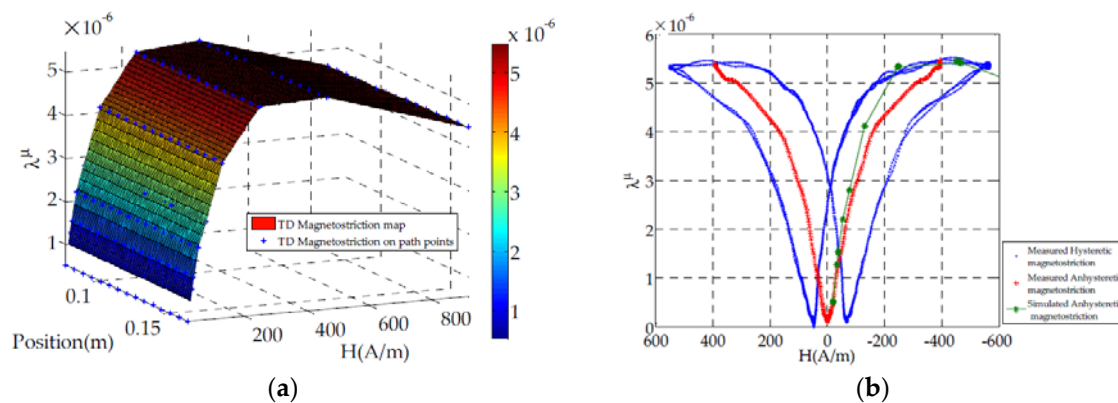 ×10⁻⁶
5
4
3
2
1
λᵘ
0.1
0.15
Position(m)
200
400
600
800
H(A/m)
TD Magnetostriction map
TD Magnetostriction on path points
x 10⁻⁶
5
4
3
2
1
(a)
×10⁻⁶
6
5
4
3
2
1
0
λᵘ
600
400
200
0
-200
-400
-600
H(A/m)
Measured Hysteretic
magnetostriction
Measured Anhysteretic
magnetostriction
Simulated Anhysteretic
magnetostriction
(b)